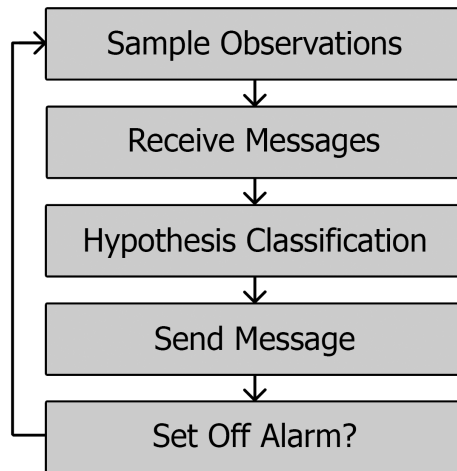 Sample Observations
Receive Messages
Hypothesis Classification
Send Message
Set Off Alarm?